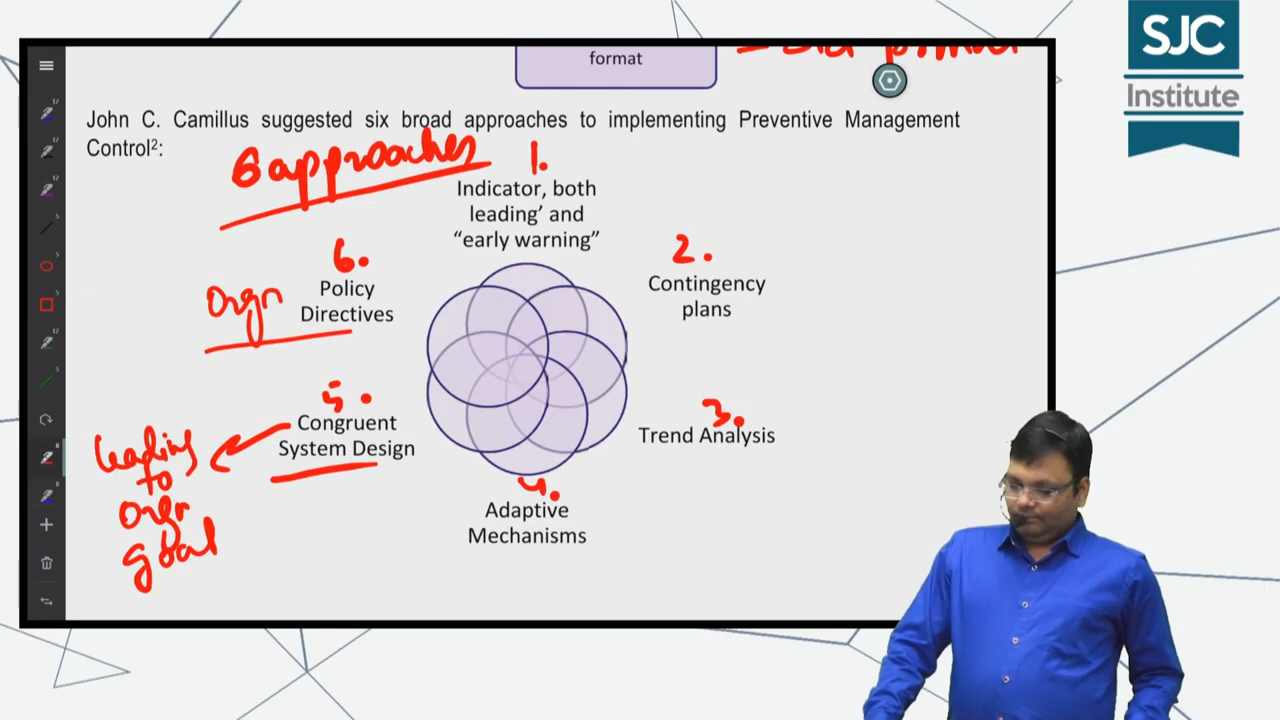 SJC
Institute
format
John C. Camillus suggested six broad approaches to implementing Preventive Management
Control²:
6 approaches
1.
Indicator, both
leading’ and
“early warning”
2.
Contingency
plans
3.
Trend Analysis
4.
Adaptive
Mechanisms
5.
Congruent
System Design
leading
to
orgn
goal
6.
Policy
Directives
Orgn